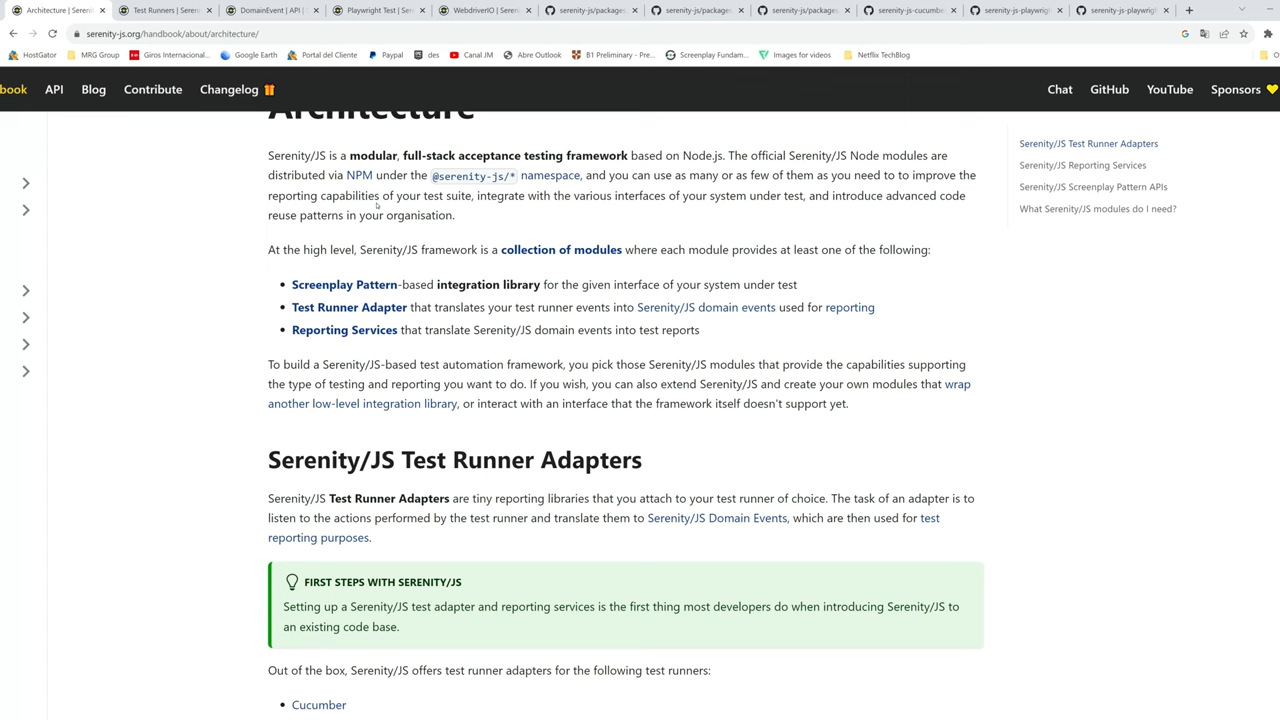 Architecture | Sereni
Test Runners | Seren
DomainEvent | API |
Playwright Test | Ser
WebdriverIO | Serenit
serenity-js/packages
serenity-js/packages
serenity-js/packages
serenity-js-cucumbe
serenity-js-playwrig
serenity-js-playwrig
serenity-js.org/handbook/about/architecture/
HostGator
MRG Group
Giros Internacional...
Google Earth
Portal del Cliente
Paypal
des
Canal JM
Abre Outlook
B1 Preliminary - Pre...
Screenplay Fundam...
Images for videos
Netflix TechBlog
book
API
Blog
Contribute
Changelog 🎁
Chat
GitHub
YouTube
Sponsors 💛
Architecture
Serenity/JS is a modular, full-stack acceptance testing framework based on Node.js. The official Serenity/JS Node modules are
distributed via NPM under the @serenity-js/* namespace, and you can use as many or as few of them as you need to to improve the
reporting capabilities of your test suite, integrate with the various interfaces of your system under test, and introduce advanced code
reuse patterns in your organisation.
At the high level, Serenity/JS framework is a collection of modules where each module provides at least one of the following:
• Screenplay Pattern-based integration library for the given interface of your system under test
• Test Runner Adapter that translates your test runner events into Serenity/JS domain events used for reporting
• Reporting Services that translate Serenity/JS domain events into test reports
To build a Serenity/JS-based test automation framework, you pick those Serenity/JS modules that provide the capabilities supporting
the type of testing and reporting you want to do. If you wish, you can also extend Serenity/JS and create your own modules that wrap
another low-level integration library, or interact with an interface that the framework itself doesn't support yet.
Serenity/JS Test Runner Adapters
Serenity/JS Test Runner Adapters are tiny reporting libraries that you attach to your test runner of choice. The task of an adapter is to
listen to the actions performed by the test runner and translate them to Serenity/JS Domain Events, which are then used for test
reporting purposes.
FIRST STEPS WITH SERENITY/JS
Setting up a Serenity/JS test adapter and reporting services is the first thing most developers do when introducing Serenity/JS to
an existing code base.
Out of the box, Serenity/JS offers test runner adapters for the following test runners:
• Cucumber
Serenity/JS Test Runner Adapters
Serenity/JS Reporting Services
Serenity/JS Screenplay Pattern APIs
What Serenity/JS modules do I need?